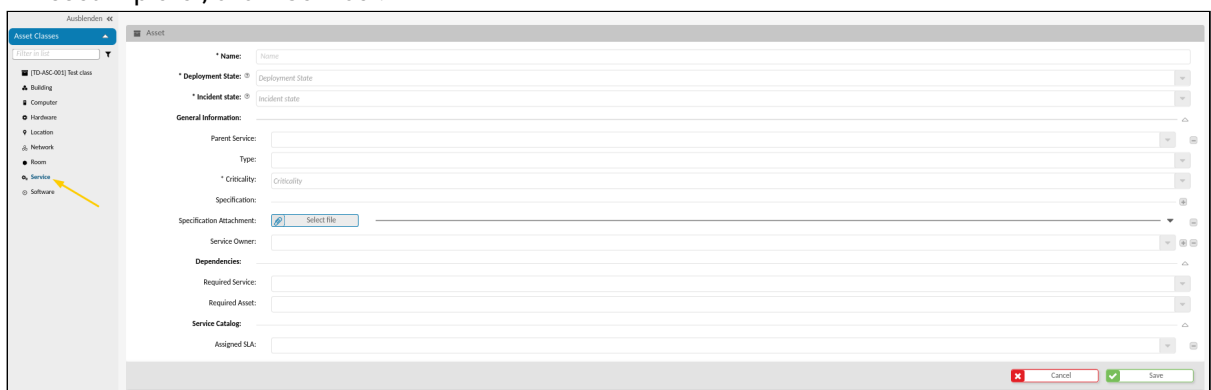 Ausblenden «
Asset Classes
Filter in list
[TD-ASC-001] Test class
Building
Computer
Hardware
Location
Network
Room
Service
Software
Asset
* Name: Name
* Deployment State: Deployment State
* Incident state: Incident state
General Information:
Parent Service:
Type:
* Criticality: Criticality
Specification:
Specification Attachment: Select file
Service Owner:
Dependencies:
Required Service:
Required Asset:
Service Catalog:
Assigned SLA:
Cancel Save